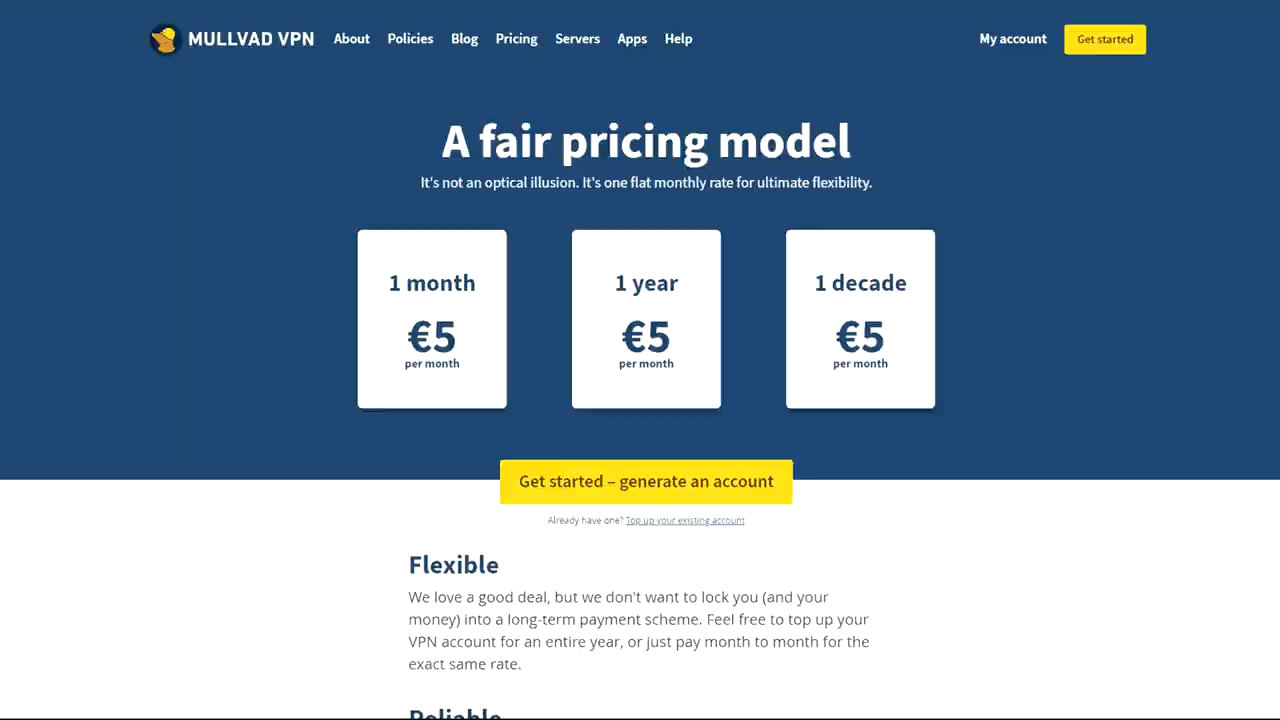 MULLVAD VPN About Policies Blog Pricing Servers Apps Help My account Get started
A fair pricing model
It's not an optical illusion. It's one flat monthly rate for ultimate flexibility.
1 month
€5
per month
1 year
€5
per month
1 decade
€5
per month
Get started – generate an account
Already have one? Top up your existing account
Flexible
We love a good deal, but we don't want to lock you (and your
money) into a long-term payment scheme. Feel free to top up your
VPN account for an entire year, or just pay month to month for the
exact same rate.
Reliable